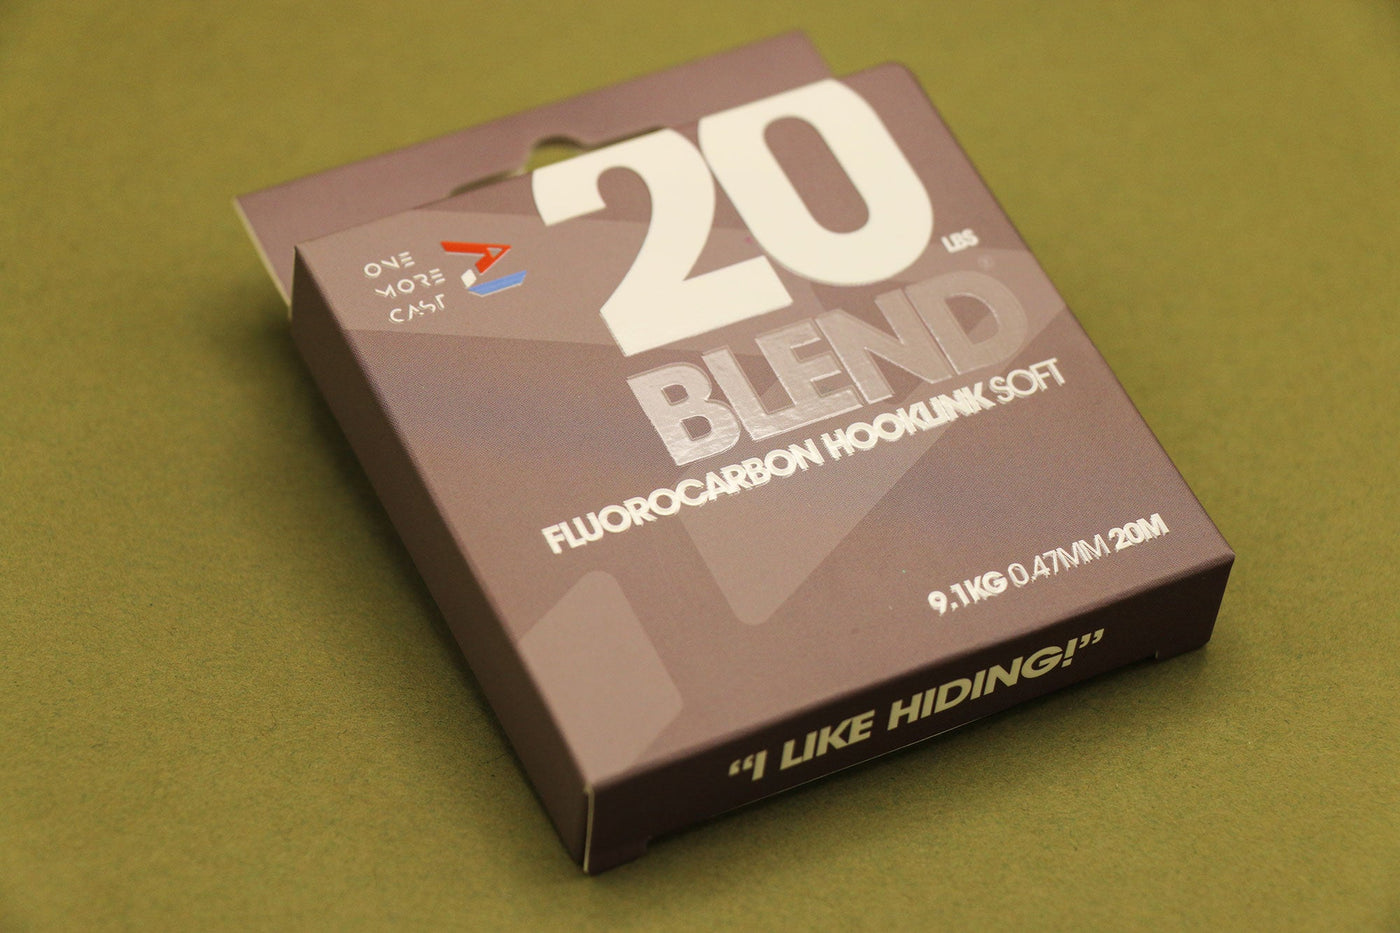 ONE
MORE
CAST
20
LBS
BLEND®
FLUOROCARBON HOOKLINK SOFT
9.1KG 0.47MM 20M
“I LIKE HIDING!”